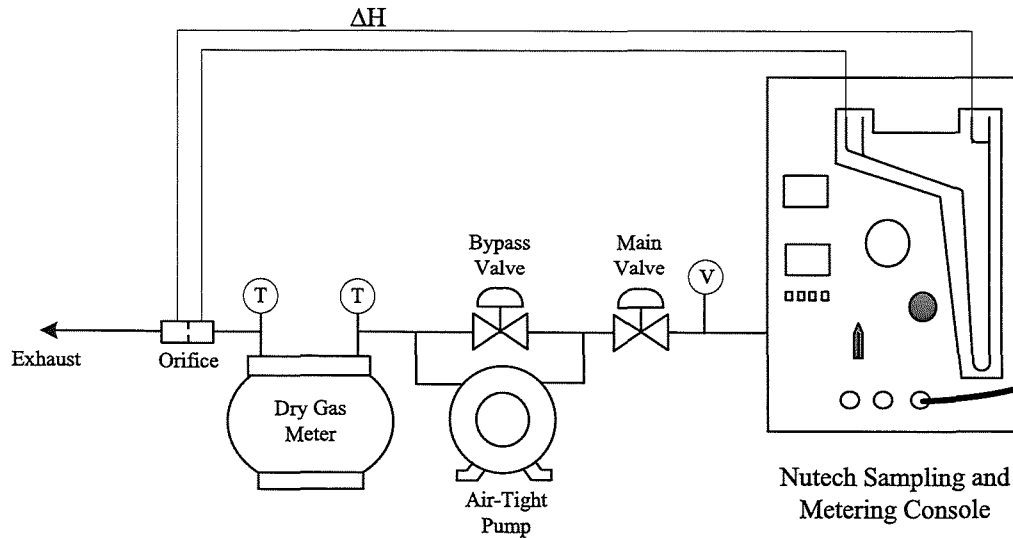 ΔH
Bypass
Valve
Main
Valve
T
T
V
Exhaust
Orifice
Dry Gas
Meter
Air-Tight
Pump
Nutech Sampling and
Metering Console